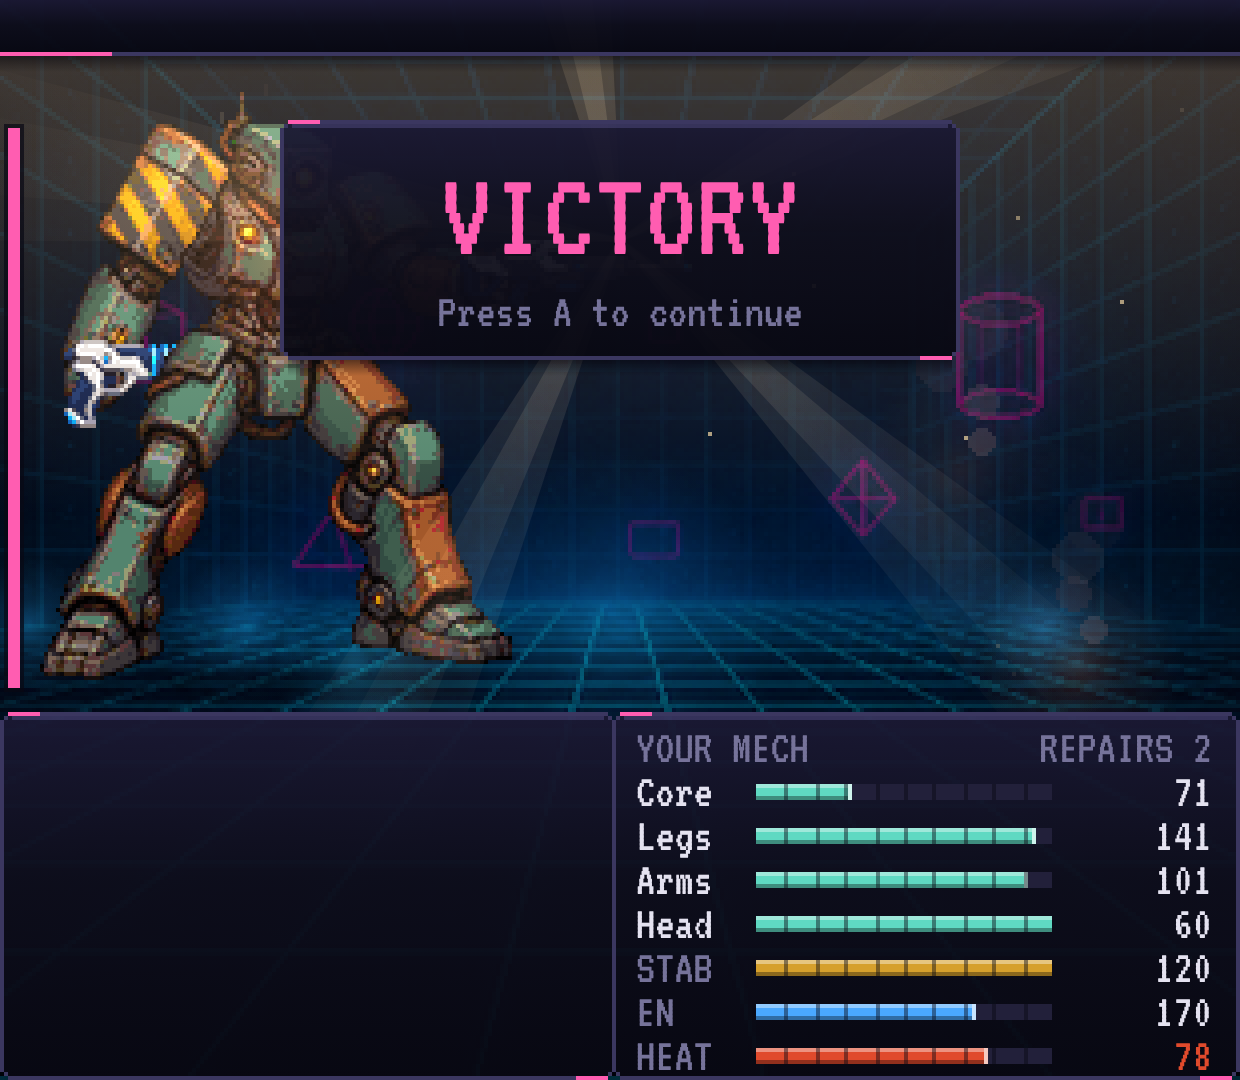 VICTORY
Press A to continue
YOUR MECH REPAIRS 2
Core 71
Legs 141
Arms 101
Head 60
STAB 120
EN 170
HEAT 78